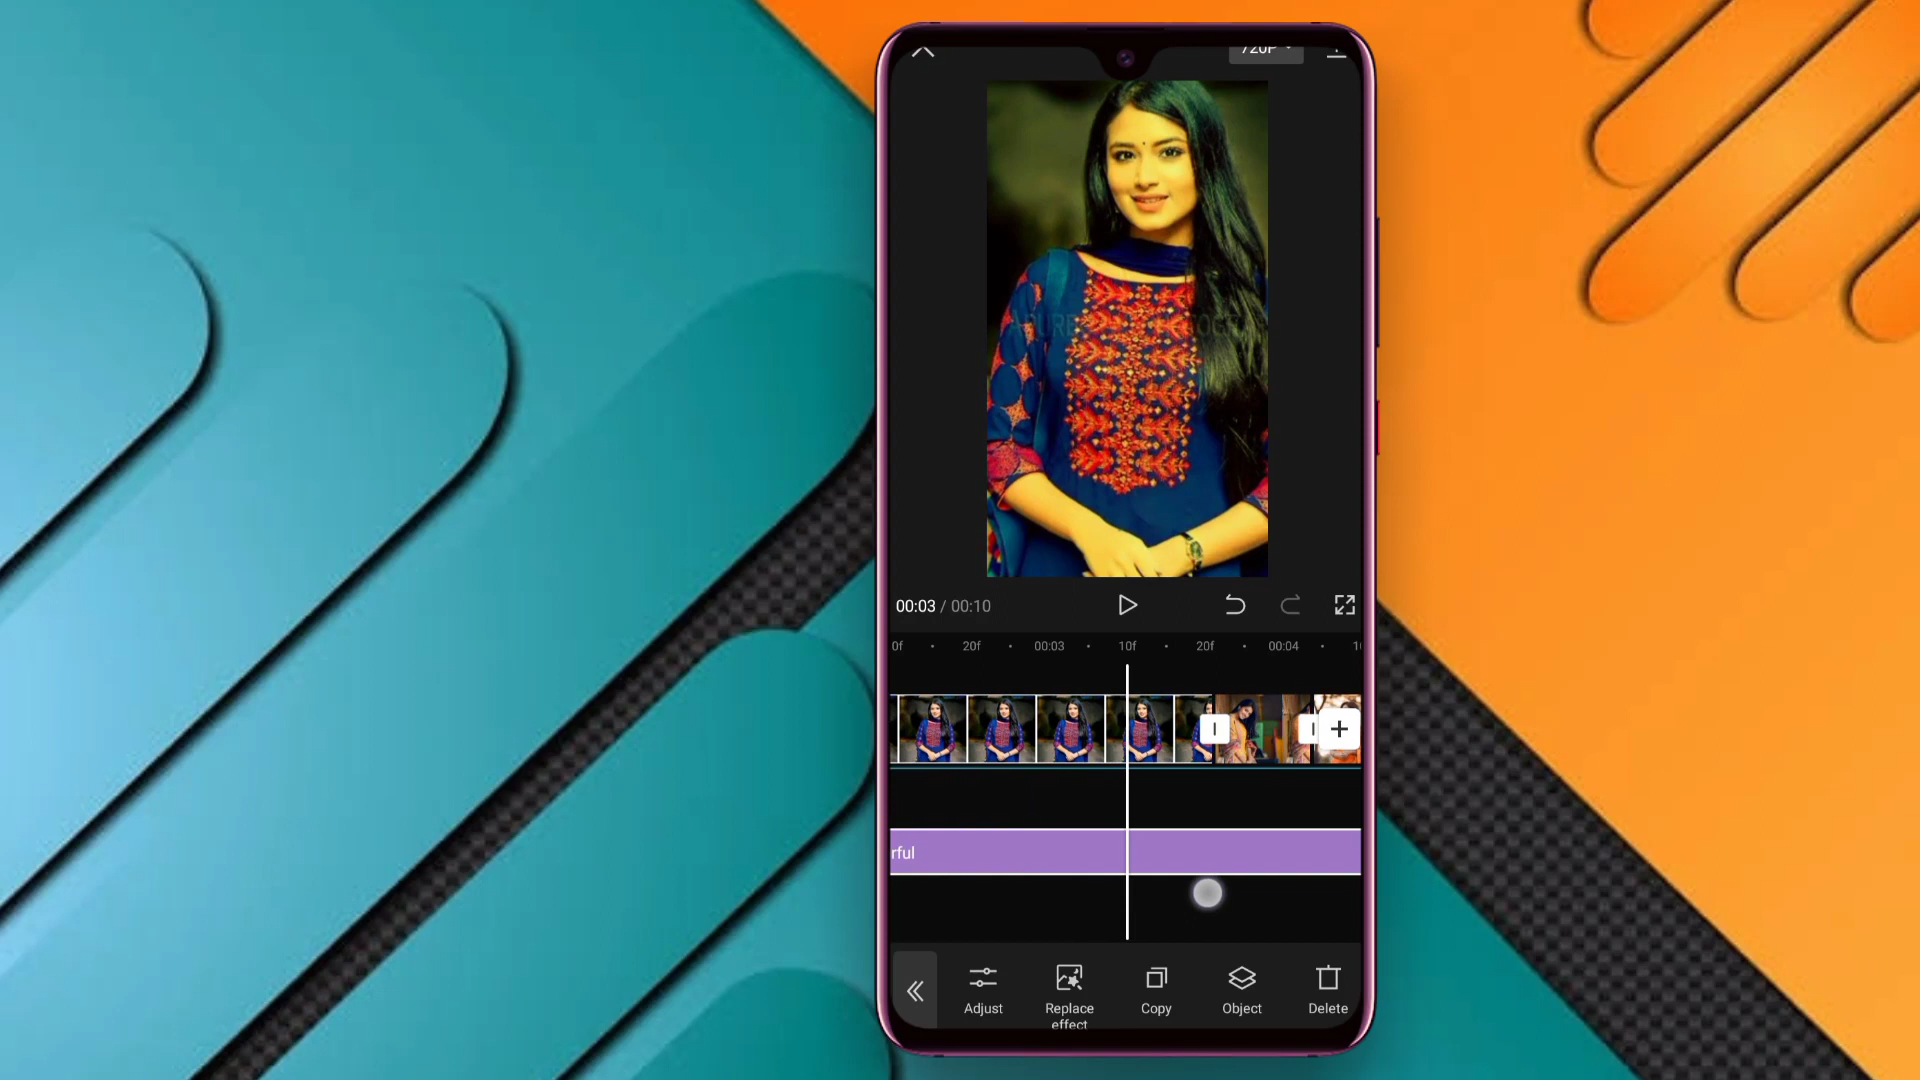 720P
00:03 / 00:10
0f 20f 00:03 10f 20f 00:04
rful
Adjust Replace effect Copy Object Delete